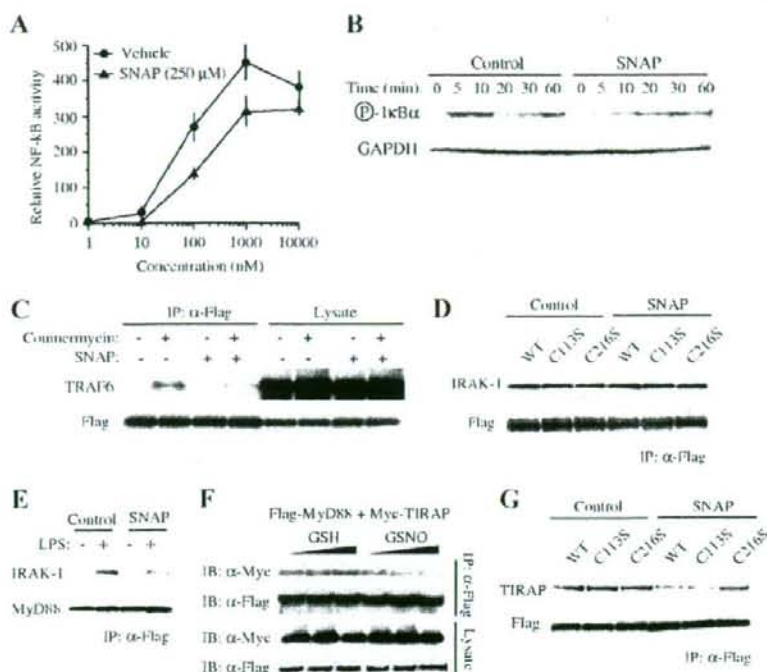 A
Vehicle
SNAP (250 µM)
Relative NF-kB activity
500
400
300
200
100
0
1 10 100 1000 10000
Concentration (nM)
B
Control SNAP
Time (min) 0 5 10 20 30 60 0 5 10 20 30 60
Ⓟ-1κBα
GAPDH
C
IP: α-Flag Lysate
Coumermycin: - + - + - + - +
SNAP: - - + + - - + +
TRAF6
Flag
D
Control SNAP
WT C113S C216S WT C113S C216S
IRAK-1
Flag
IP: α-Flag
E
Control SNAP
LPS: - + - +
IRAK-1
MyD88
IP: α-Flag
F
Flag-MyD88 + Myc-TIRAP
GSH GSNO
IB: α-Myc
IB: α-Flag
IP: α-Flag
IB: α-Myc
IB: α-Flag
Lysate
G
Control SNAP
WT C113S C216S WT C113S C216S
TIRAP
Flag
IP: α-Flag